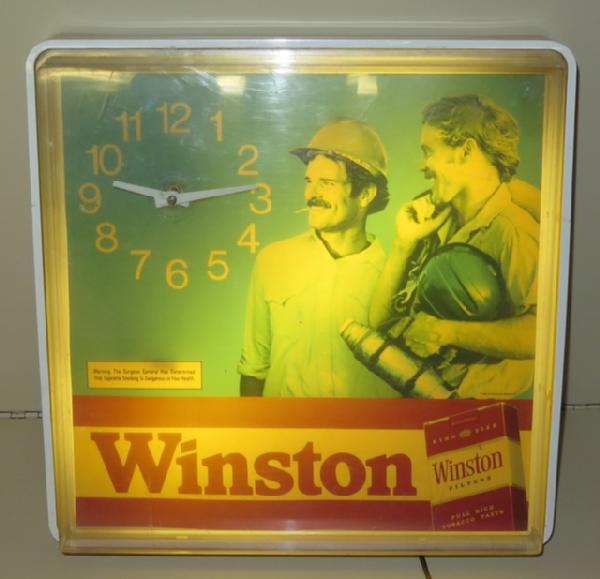 12
11 1
10 2
9 3
8 4
7 5
6
Warning: The Surgeon General Has Determined
That Cigarette Smoking Is Dangerous to Your Health.
Winston
KING SIZE
Winston
FILTERS
FULL RICH
TOBACCO TASTE